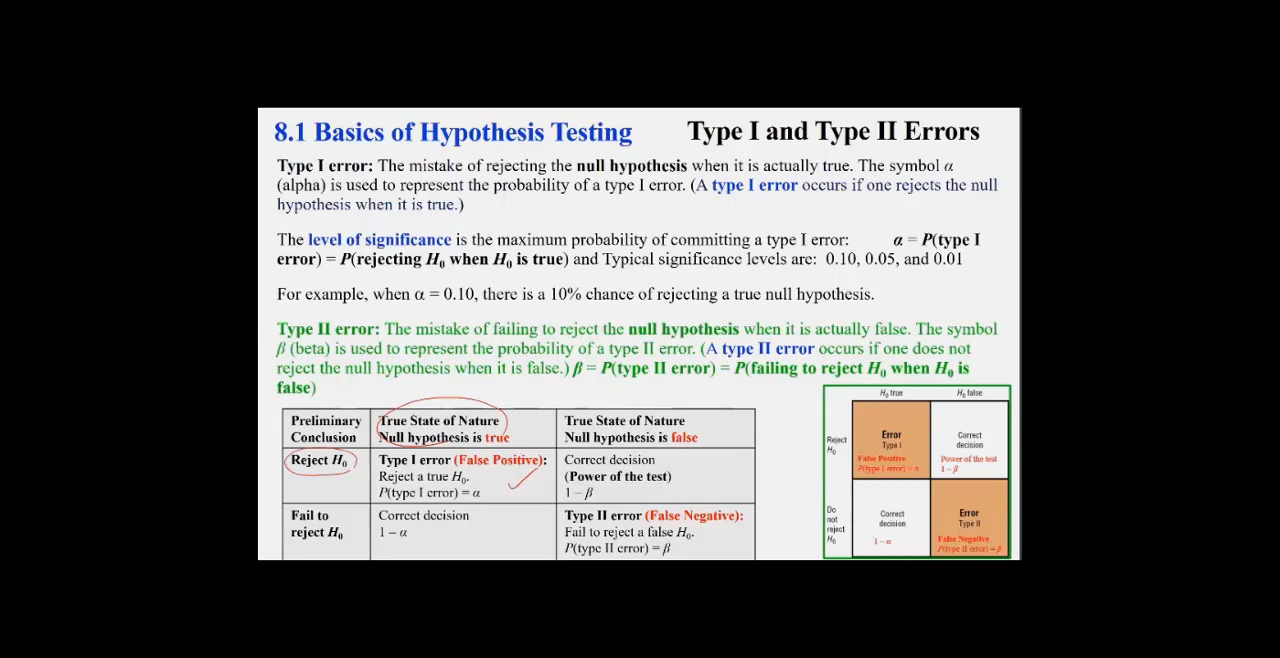 8.1 Basics of Hypothesis Testing Type I and Type II Errors
Type I error: The mistake of rejecting the null hypothesis when it is actually true. The symbol α
(alpha) is used to represent the probability of a type I error. (A type I error occurs if one rejects the null
hypothesis when it is true.)
The level of significance is the maximum probability of committing a type I error: α = P(type I
error) = P(rejecting H₀ when H₀ is true) and Typical significance levels are: 0.10, 0.05, and 0.01
For example, when α = 0.10, there is a 10% chance of rejecting a true null hypothesis.
Type II error: The mistake of failing to reject the null hypothesis when it is actually false. The symbol
β (beta) is used to represent the probability of a type II error. (A type II error occurs if one does not
reject the null hypothesis when it is false.) β = P(type II error) = P(failing to reject H₀ when H₀ is
false)
Preliminary
Conclusion
True State of Nature
Null hypothesis is true
True State of Nature
Null hypothesis is false
Reject H₀
Type I error (False Positive):
Reject a true H₀.
P(type I error) = α
Correct decision
(Power of the test)
1 − β
Fail to
reject H₀
Correct decision
1 − α
Type II error (False Negative):
Fail to reject a false H₀.
P(type II error) = β
H₀ true
H₀ false
Reject
H₀
Error
Type I
False Positive
P(type I error) = α
Correct
decision
Power of the test
1 − β
Do
not
reject
H₀
Correct
decision
1 − α
Error
Type II
False Negative
P(type II error) = β